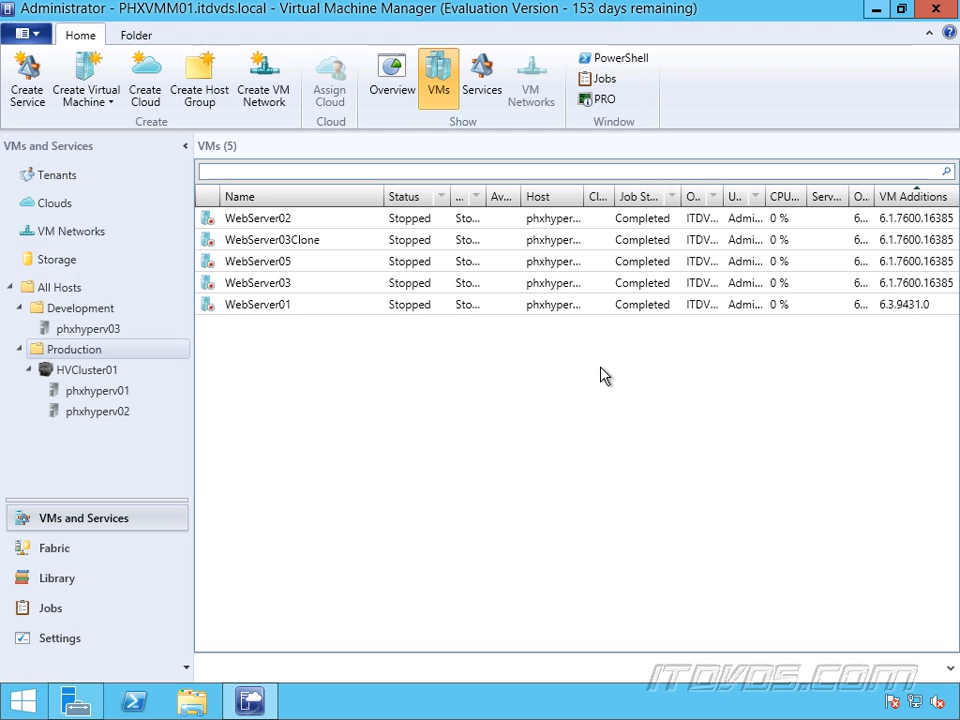 Administrator - PHXVMM01.itdvds.local - Virtual Machine Manager (Evaluation Version - 153 days remaining)
Home Folder
Create Service
Create Virtual Machine
Create Cloud
Create Host Group
Create VM Network
Create
Assign Cloud
Cloud
Overview
VMs
Services
VM Networks
Show
PowerShell
Jobs
PRO
Window
VMs and Services
Tenants
Clouds
VM Networks
Storage
All Hosts
Development
phxhyperv03
Production
HVCluster01
phxhyperv01
phxhyperv02
VMs and Services
Fabric
Library
Jobs
Settings
VMs (5)
Name Status ... Av... Host Cl... Job St... O.. U.. CPU... Serv... O... VM Additions
WebServer02 Stopped Sto... phxhyper... Completed ITDV... Admi... 0 % 6... 6.1.7600.16385
WebServer03Clone Stopped Sto... phxhyper... Completed ITDV... Admi... 0 % 6... 6.1.7600.16385
WebServer05 Stopped Sto... phxhyper... Completed ITDV... Admi... 0 % 6... 6.1.7600.16385
WebServer03 Stopped Sto... phxhyper... Completed ITDV... Admi... 0 % 6... 6.1.7600.16385
WebServer01 Stopped Sto... phxhyper... Completed ITDV... Admi... 0 % 6... 6.3.9431.0
ITDVDS.COM